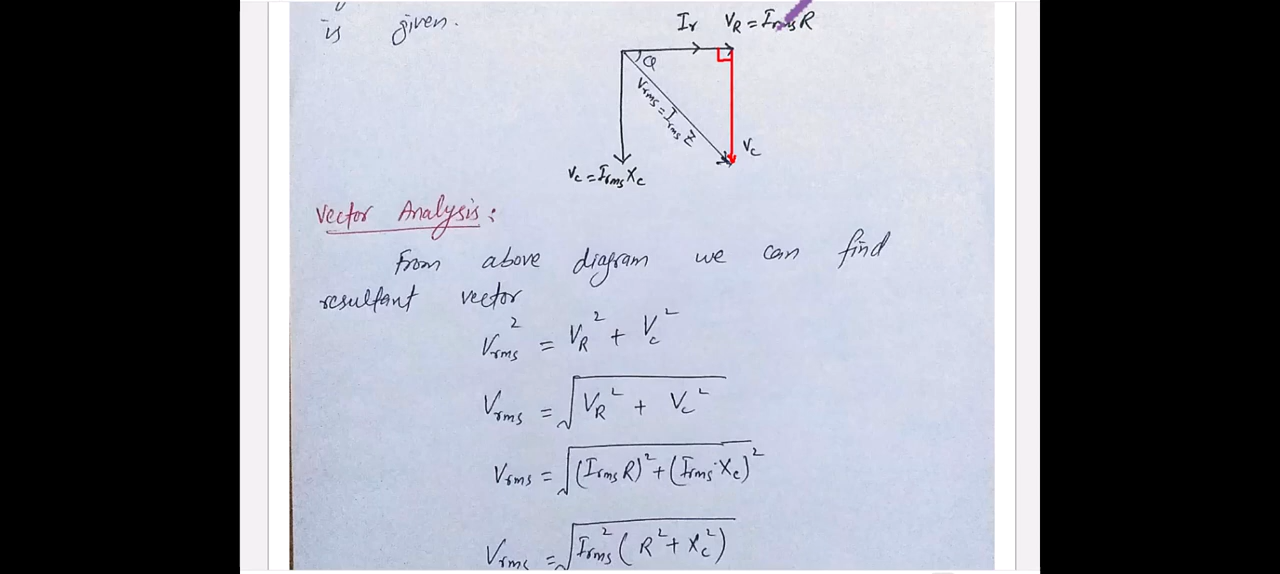 is given.
Ir VR = IrmsR
φ
Vrms = Irms Z
Vc
Vc = Irms Xc
Vector Analysis:
From above diagram we can find
resultant vector
Vrms² = VR² + Vc²
Vrms = √VR² + Vc²
Vrms = √(Irms R)² + (Irms Xc)²
Vrms = √Irms² (R² + Xc²)